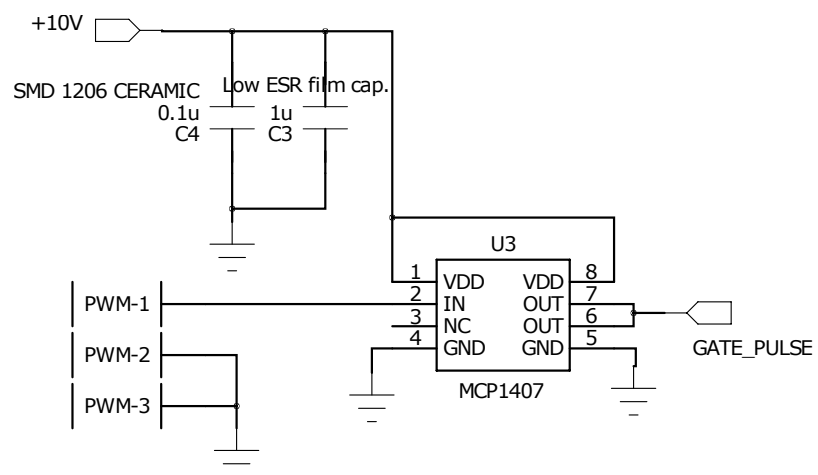 +10V
SMD 1206 CERAMIC
Low ESR film cap.
0.1u
1u
C4
C3
U3
1
VDD
VDD
8
2
IN
OUT
7
3
NC
OUT
6
4
GND
GND
5
MCP1407
PWM-1
PWM-2
PWM-3
GATE_PULSE